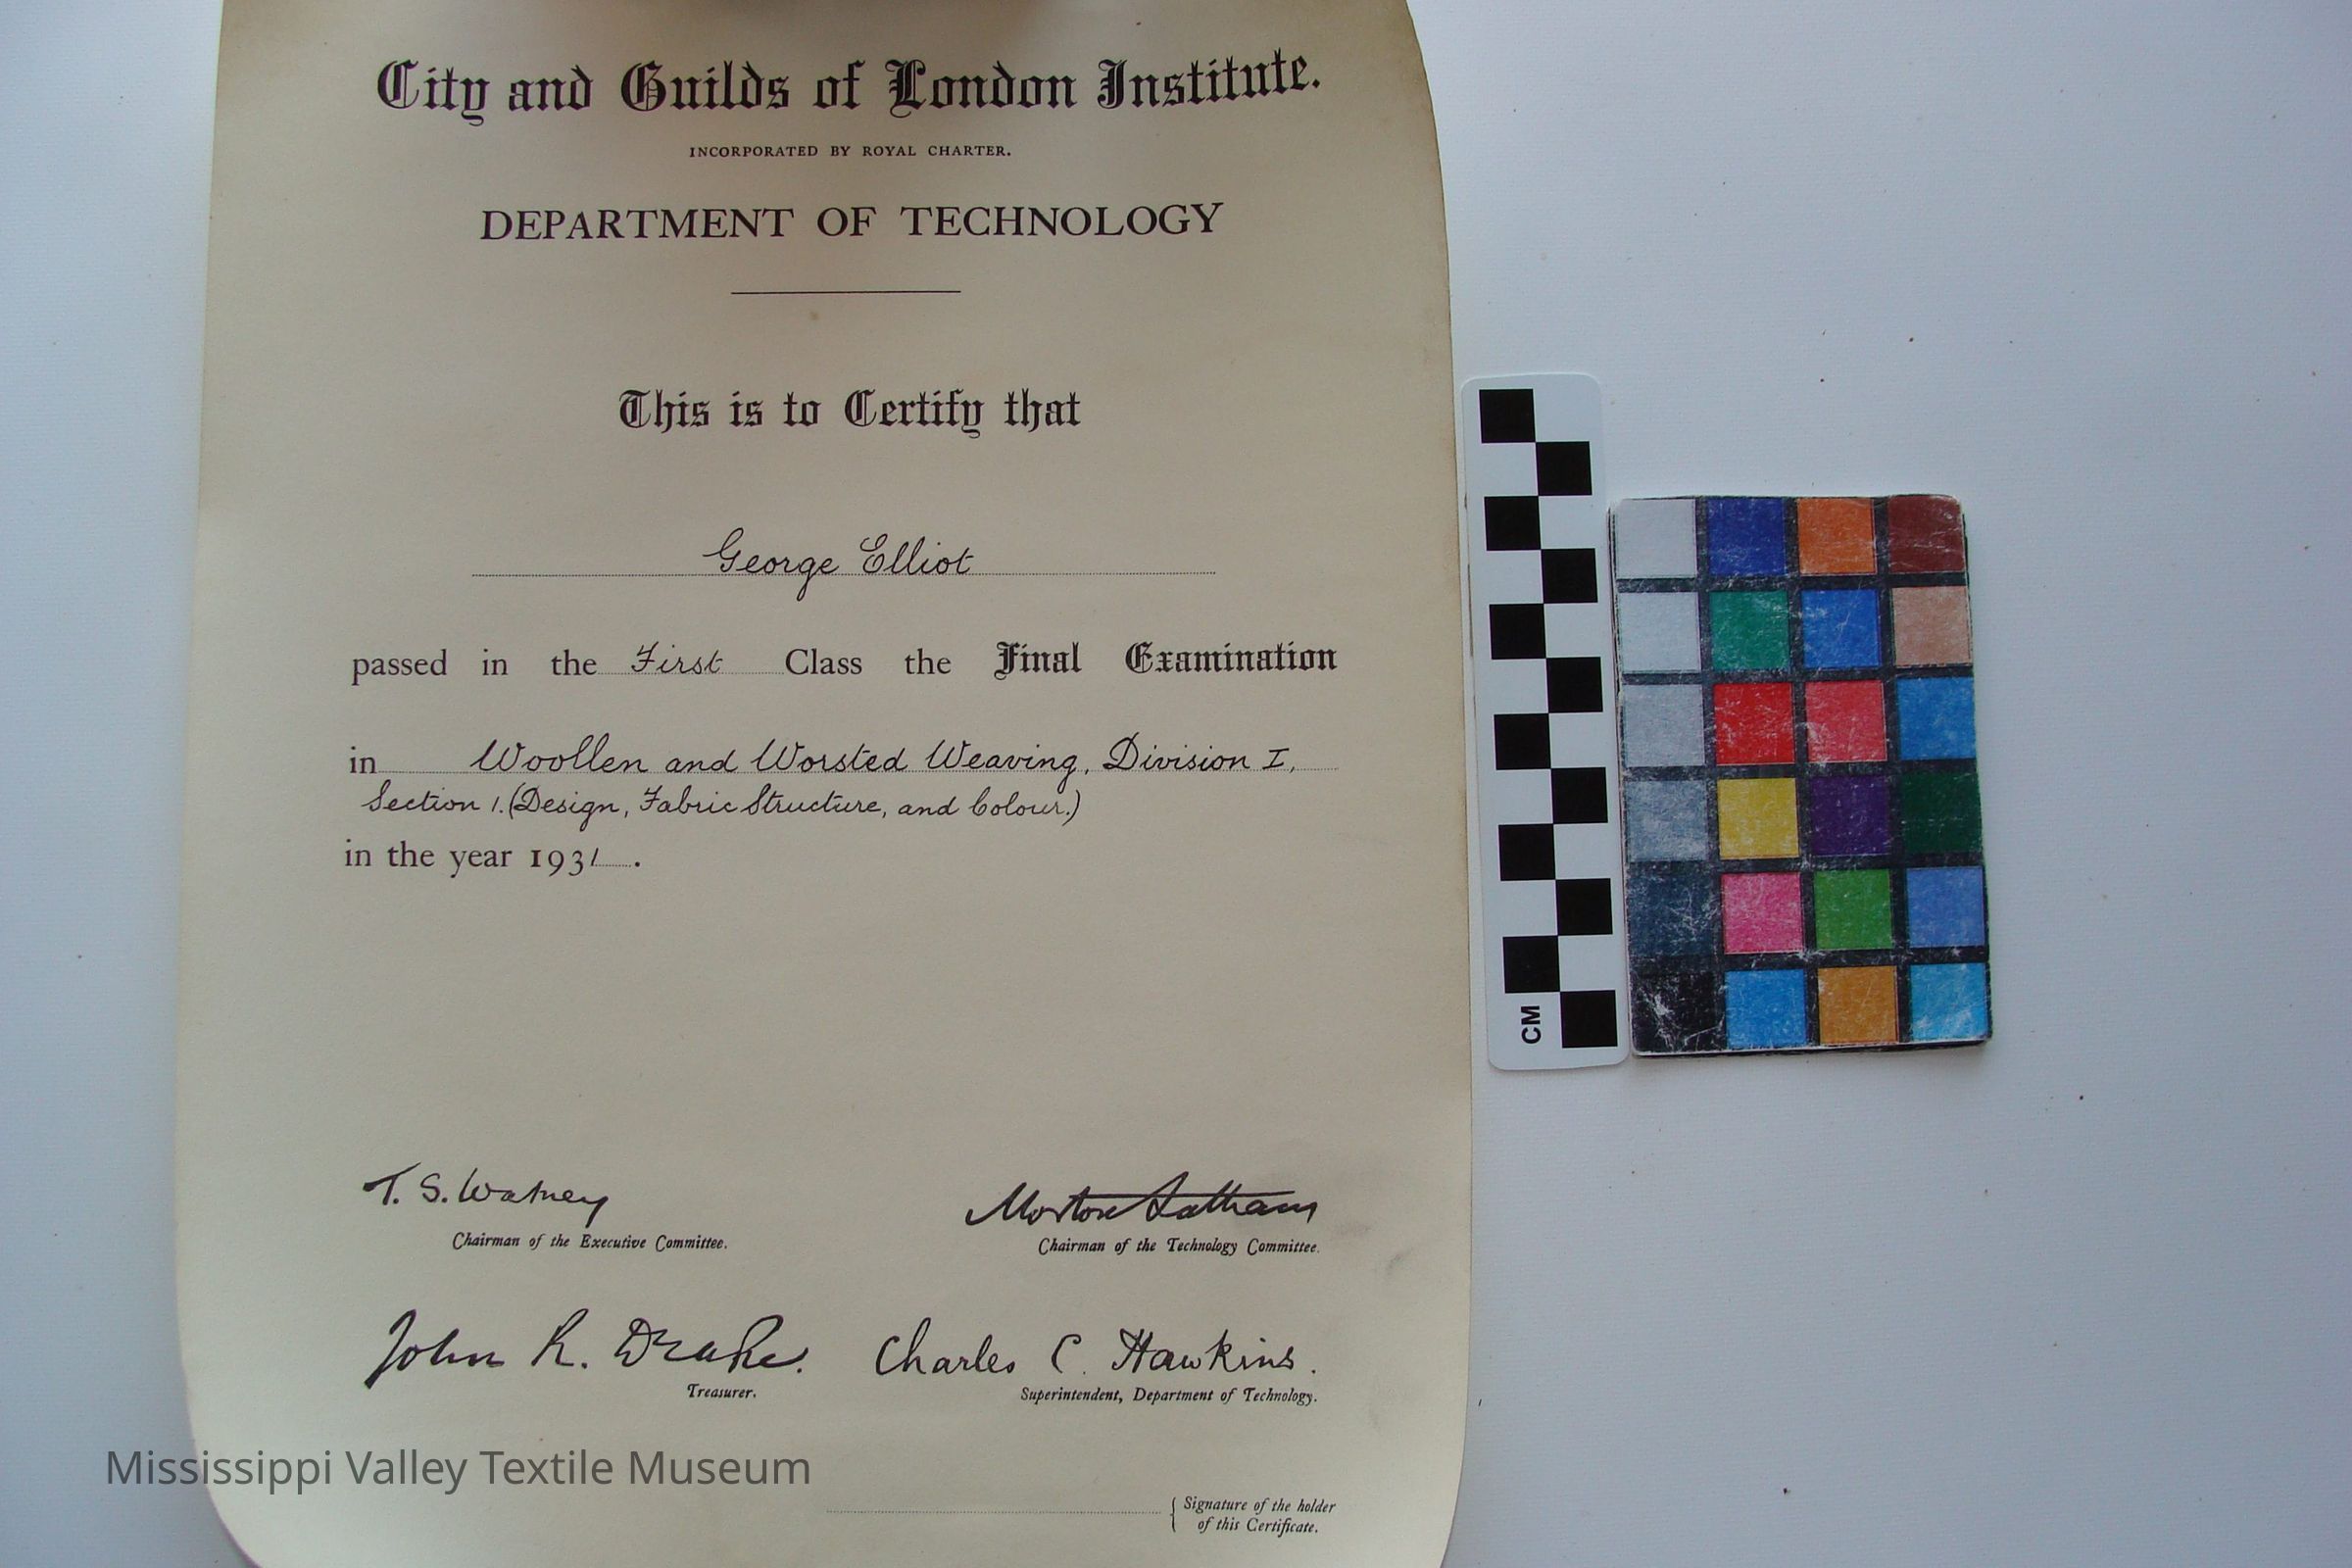 City and Guilds of London Institute.
INCORPORATED BY ROYAL CHARTER.
DEPARTMENT OF TECHNOLOGY
This is to Certify that
George Elliot
passed in the First Class the Final Examination
in Woollen and Worsted Weaving, Division I,
Section 1. (Design, Fabric Structure, and Colour.)
in the year 1931.
T. S. Watney
Chairman of the Executive Committee.
Morton Latham
Chairman of the Technology Committee.
John R. Drake.
Treasurer.
Charles C. Hawkins.
Superintendent, Department of Technology.
Signature of the holder
of this Certificate.
CM
Mississippi Valley Textile Museum